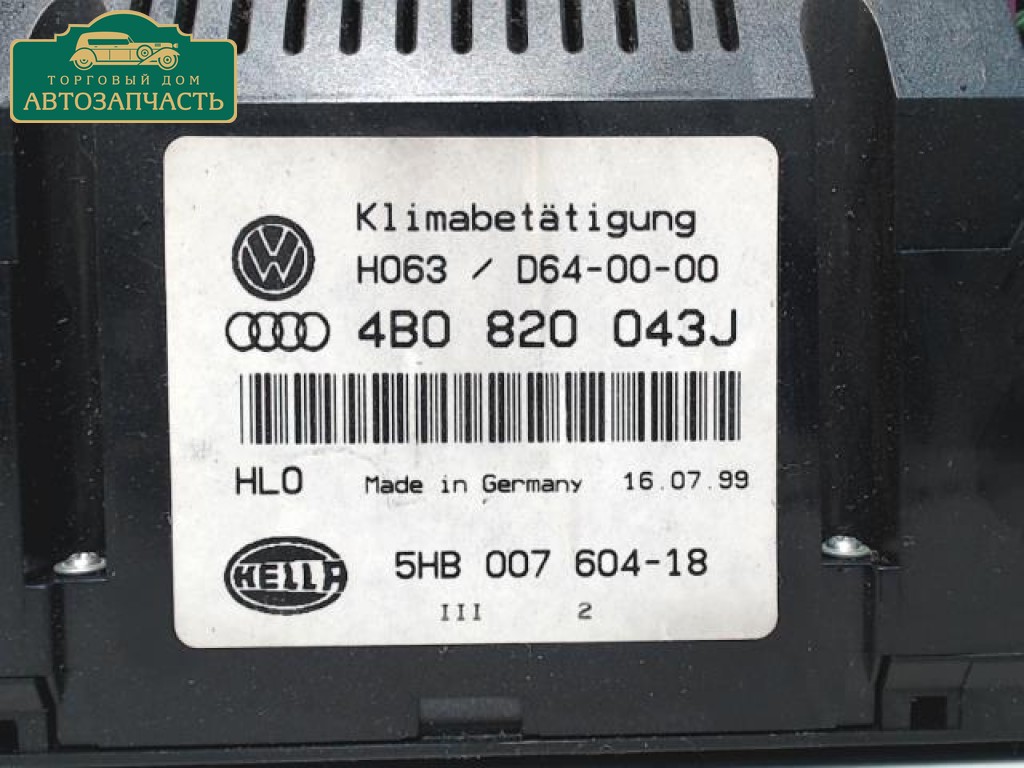 ТОРГОВЫЙ ДОМ
АВТОЗАПЧАСТЬ
Klimabetätigung
H063 / D64-00-00
4B0 820 043J
HLO Made in Germany 16.07.99
HELLA 5HB 007 604-18
III 2